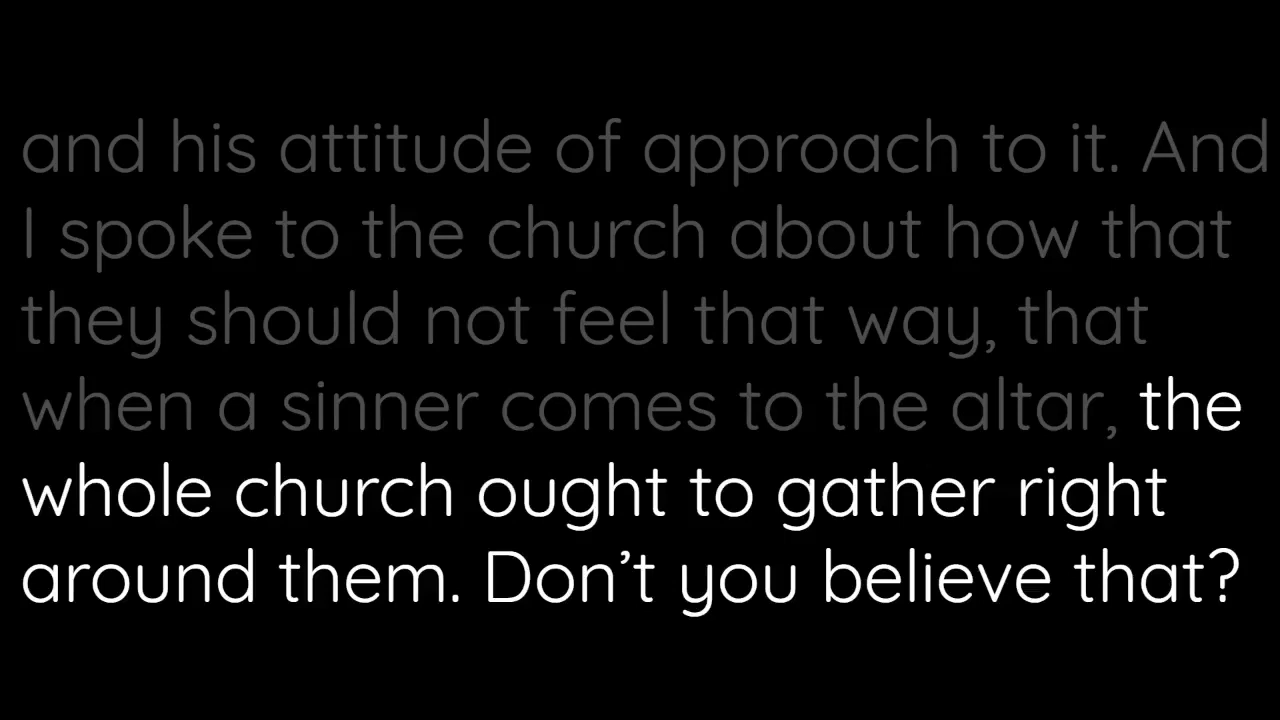 and his attitude of approach to it. And
I spoke to the church about how that
they should not feel that way, that
when a sinner comes to the altar, the
whole church ought to gather right
around them. Don’t you believe that?